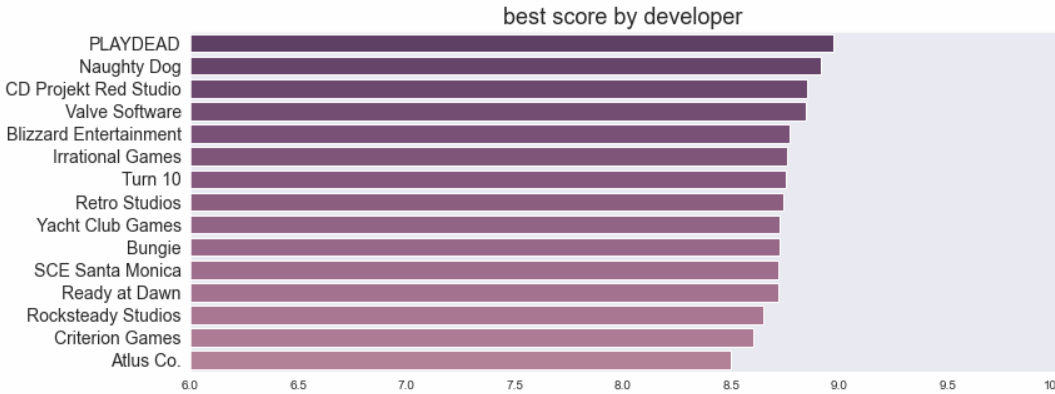 best score by developer
PLAYDEAD
Naughty Dog
CD Projekt Red Studio
Valve Software
Blizzard Entertainment
Irrational Games
Turn 10
Retro Studios
Yacht Club Games
Bungie
SCE Santa Monica
Ready at Dawn
Rocksteady Studios
Criterion Games
Atlus Co.
6.0 6.5 7.0 7.5 8.0 8.5 9.0 9.5 10